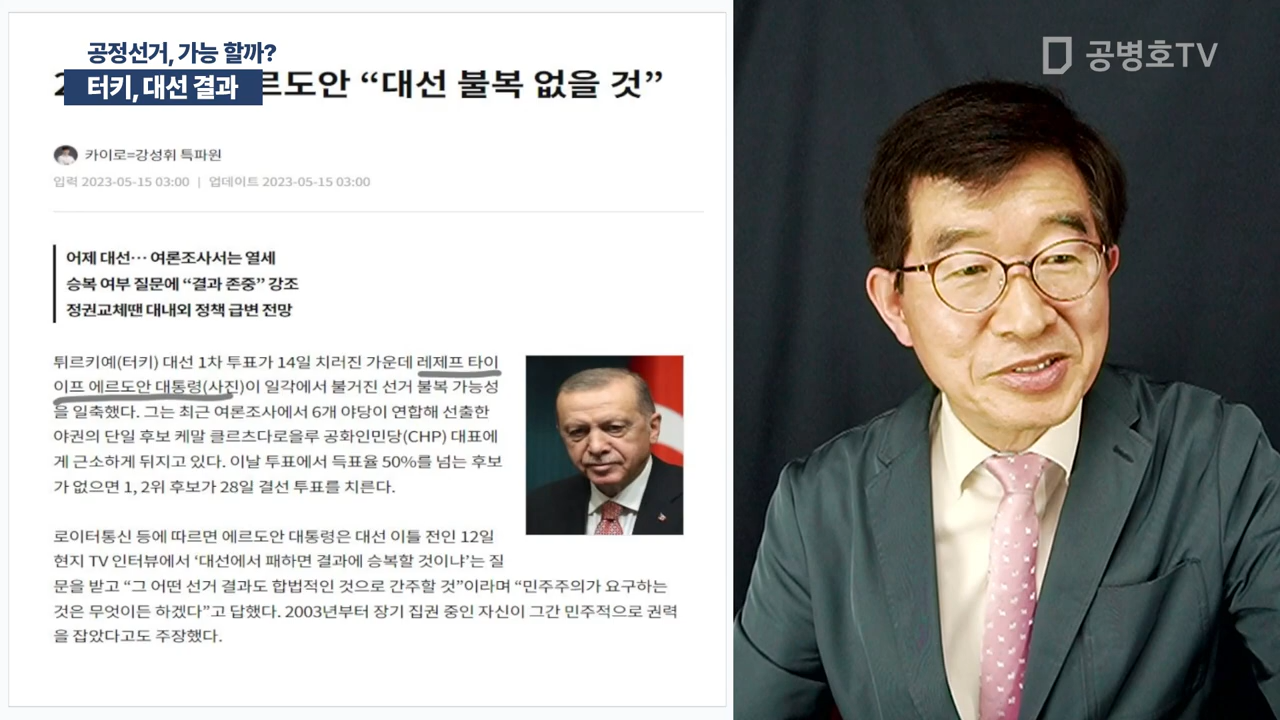 공정선거, 가능 할까?
터키, 대선 결과
르도안 “대선 불복 없을 것”
공병호TV
카이로=강성휘 특파원
입력 2023-05-15 03:00 | 업데이트 2023-05-15 03:00
어제 대선… 여론조사서는 열세
승복 여부 질문에 “결과 존중” 강조
정권교체땐 대내외 정책 급변 전망
튀르키예(터키) 대선 1차 투표가 14일 치러진 가운데 레제프 타이
이프 에르도안 대통령(사진)이 일각에서 불거진 선거 불복 가능성
을 일축했다. 그는 최근 여론조사에서 6개 야당이 연합해 선출한
야권의 단일 후보 케말 클르츠다로을루 공화인민당(CHP) 대표에
게 근소하게 뒤지고 있다. 이날 투표에서 득표율 50%를 넘는 후보
가 없으면 1, 2위 후보가 28일 결선 투표를 치른다.
로이터통신 등에 따르면 에르도안 대통령은 대선 이틀 전인 12일
현지 TV 인터뷰에서 ‘대선에서 패하면 결과에 승복할 것이냐’는 질
문을 받고 “그 어떤 선거 결과도 합법적인 것으로 간주할 것”이라며 “민주주의가 요구하는
것은 무엇이든 하겠다”고 답했다. 2003년부터 장기 집권 중인 자신이 그간 민주적으로 권력
을 잡았다고도 주장했다.